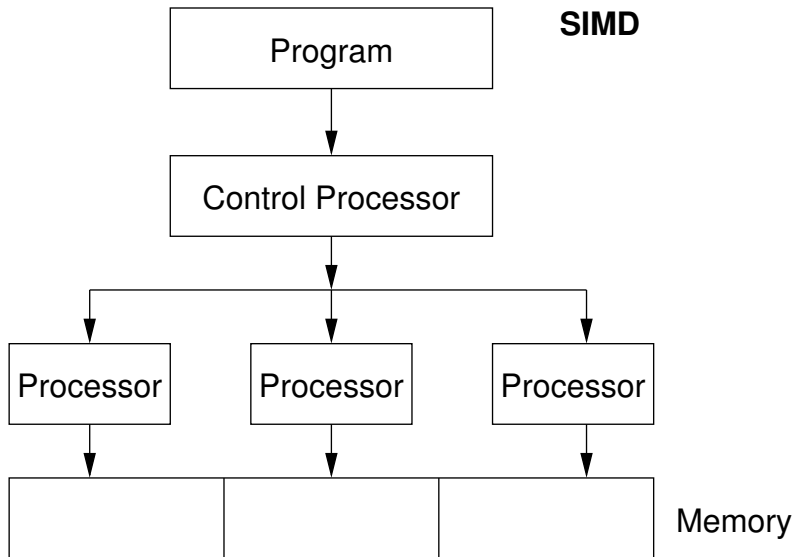 SIMD
Program
Control Processor
Processor
Processor
Processor
Memory